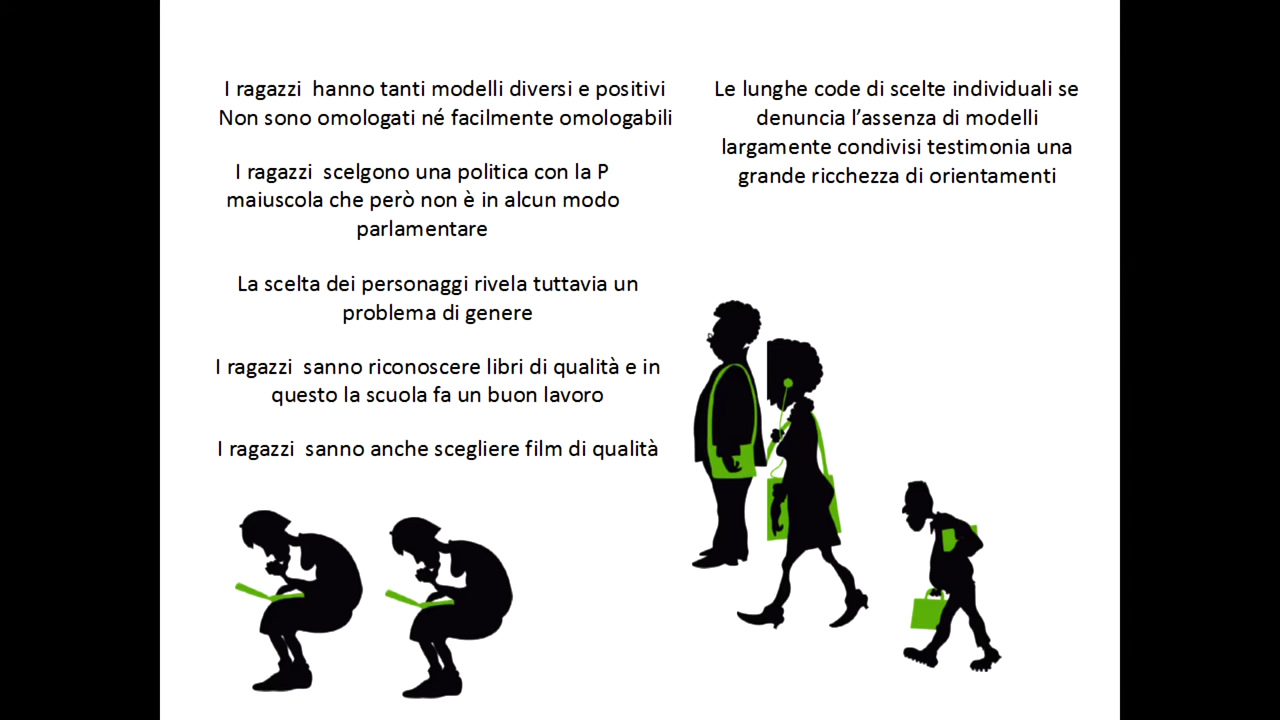 I ragazzi  hanno tanti modelli diversi e positivi
Non sono omologati né facilmente omologabili
I ragazzi  scelgono una politica con la P
maiuscola che però non è in alcun modo
parlamentare
La scelta dei personaggi rivela tuttavia un
problema di genere
I ragazzi  sanno riconoscere libri di qualità e in
questo la scuola fa un buon lavoro
I ragazzi  sanno anche scegliere film di qualità
Le lunghe code di scelte individuali se
denuncia l’assenza di modelli
largamente condivisi testimonia una
grande ricchezza di orientamenti